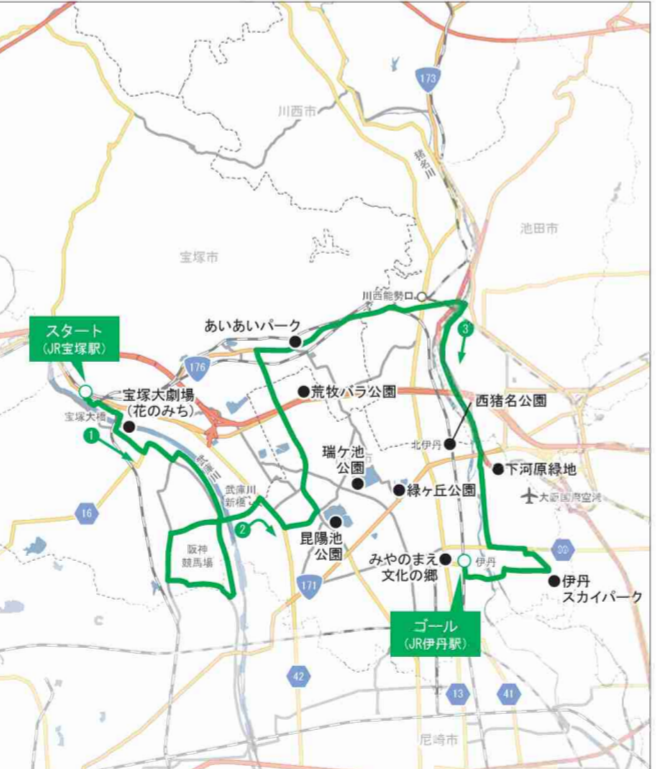 173
川西市
猪名川
池田市
宝塚市
川西能勢口
スタート
(JR宝塚駅)
あいあいパーク
3
176
宝塚大劇場
(花のみち)
荒牧バラ公園
西猪名公園
宝塚大橋
1
北伊丹
瑞ケ池
公園
下河原緑地
武庫川
武庫川
新橋
緑ヶ丘公園
大阪国際空港
16
2
昆陽池
公園
阪神
競馬場
みやのまえ
文化の郷
伊丹
99
171
伊丹
スカイパーク
ゴール
(JR伊丹駅)
42
13
41
尼崎市